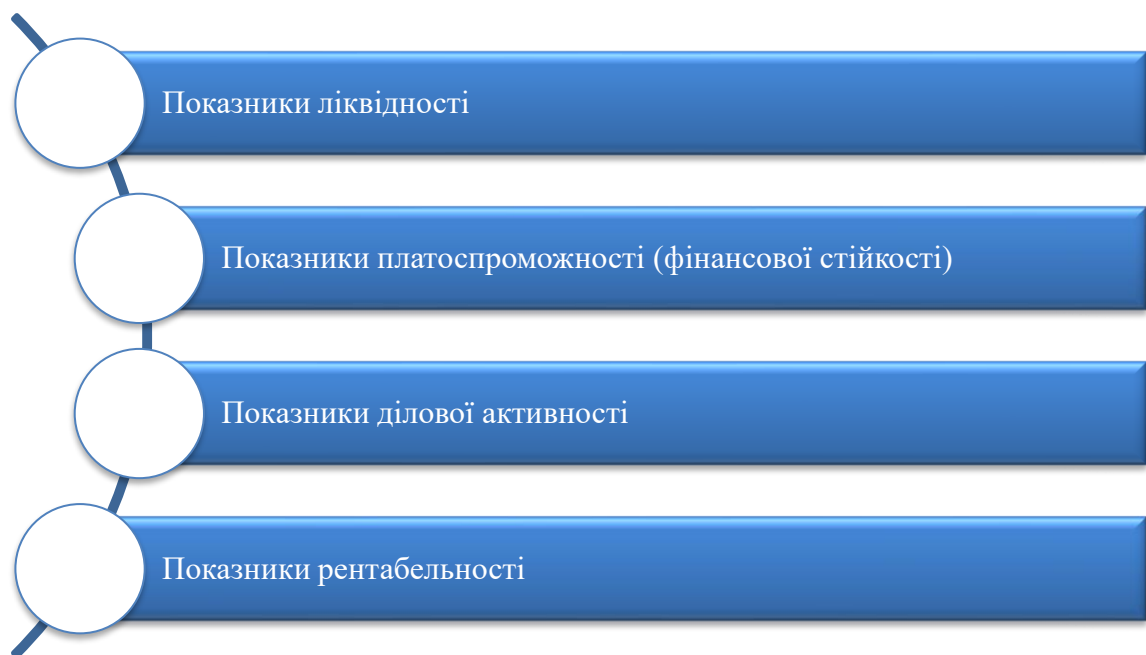 Показники ліквідності
Показники платоспроможності (фінансової стійкості)
Показники ділової активності
Показники рентабельності